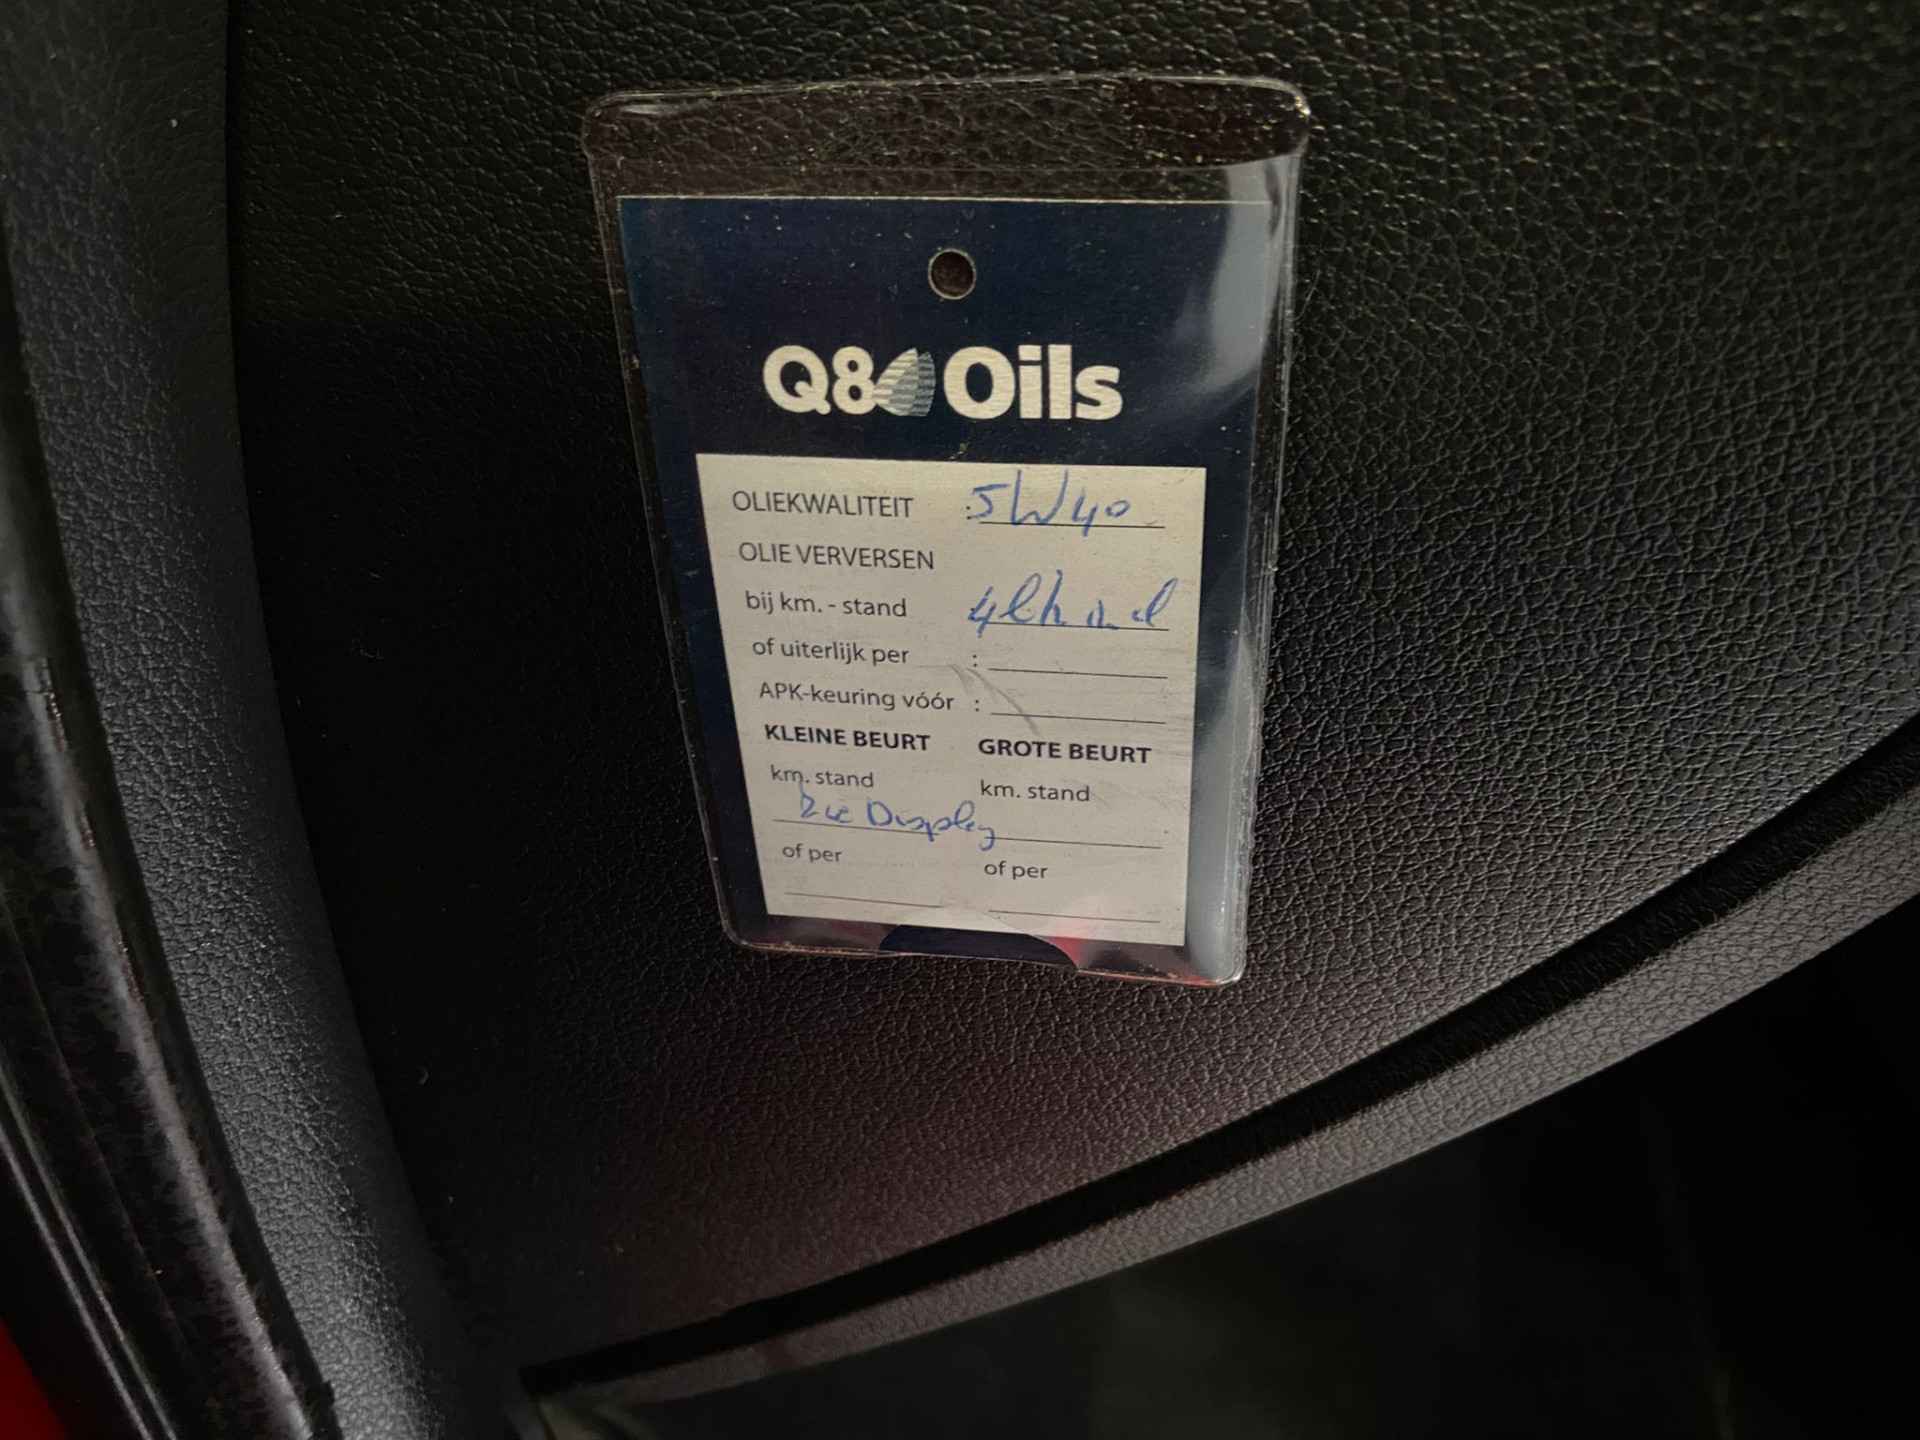 Q8 Oils
OLIEKWALITEIT : 5W40
OLIE VERVERSEN
bij km. - stand
of uiterlijk per :
APK-keuring vóór :
KLEINE BEURT GROTE BEURT
km. stand km. stand
Zie Display
of per of per